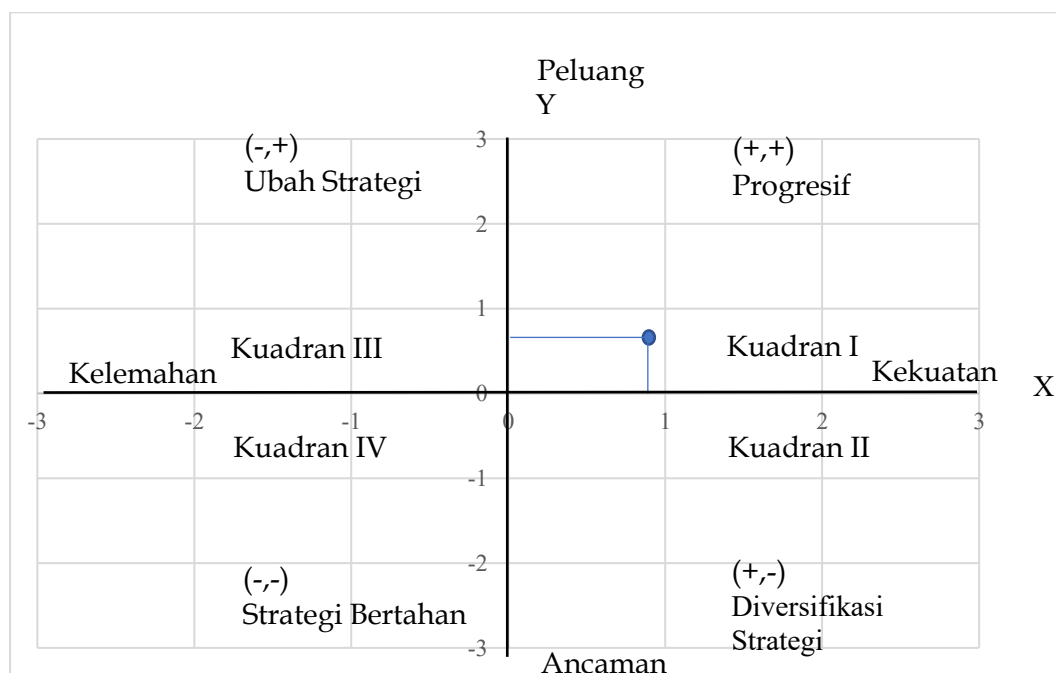 Peluang
Y
(-,+)
Ubah Strategi
(+,+)
Progresif
3
2
1
Kuadran III
Kuadran I
Kelemahan
Kekuatan
X
0
-3
-2
-1
0
1
2
3
Kuadran IV
Kuadran II
-1
-2
(-,-)
Strategi Bertahan
(+,-)
Diversifikasi
Strategi
-3
Ancaman